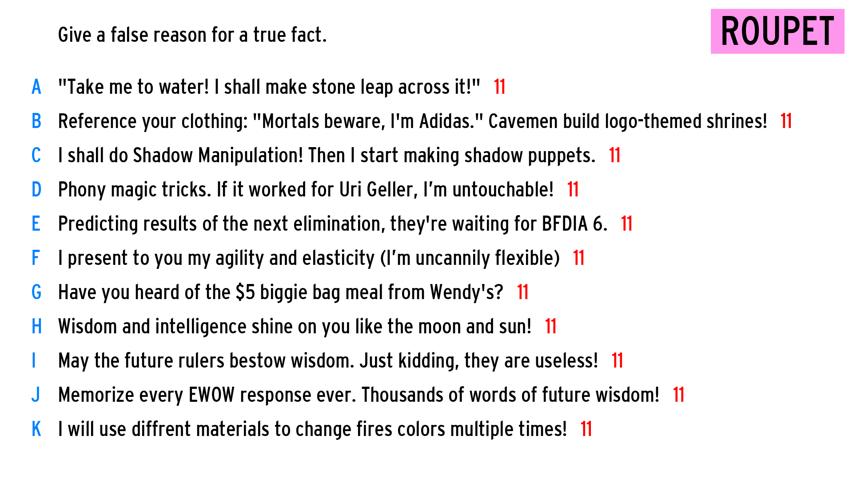 Give a false reason for a true fact.
ROUPET
A "Take me to water! I shall make stone leap across it!" 11
B Reference your clothing: "Mortals beware, I'm Adidas." Cavemen build logo-themed shrines! 11
C I shall do Shadow Manipulation! Then I start making shadow puppets. 11
D Phony magic tricks. If it worked for Uri Geller, I’m untouchable! 11
E Predicting results of the next elimination, they're waiting for BFDIA 6. 11
F I present to you my agility and elasticity (I’m uncannily flexible) 11
G Have you heard of the $5 biggie bag meal from Wendy's? 11
H Wisdom and intelligence shine on you like the moon and sun! 11
I May the future rulers bestow wisdom. Just kidding, they are useless! 11
J Memorize every EWOW response ever. Thousands of words of future wisdom! 11
K I will use diffrent materials to change fires colors multiple times! 11